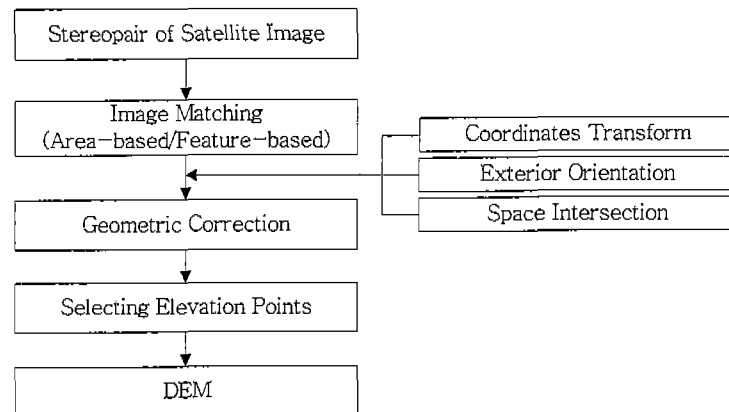 Stereopair of Satellite Image
Image Matching
(Area-based/Feature-based)
Coordinates Transform
Exterior Orientation
Space Intersection
Geometric Correction
Selecting Elevation Points
DEM